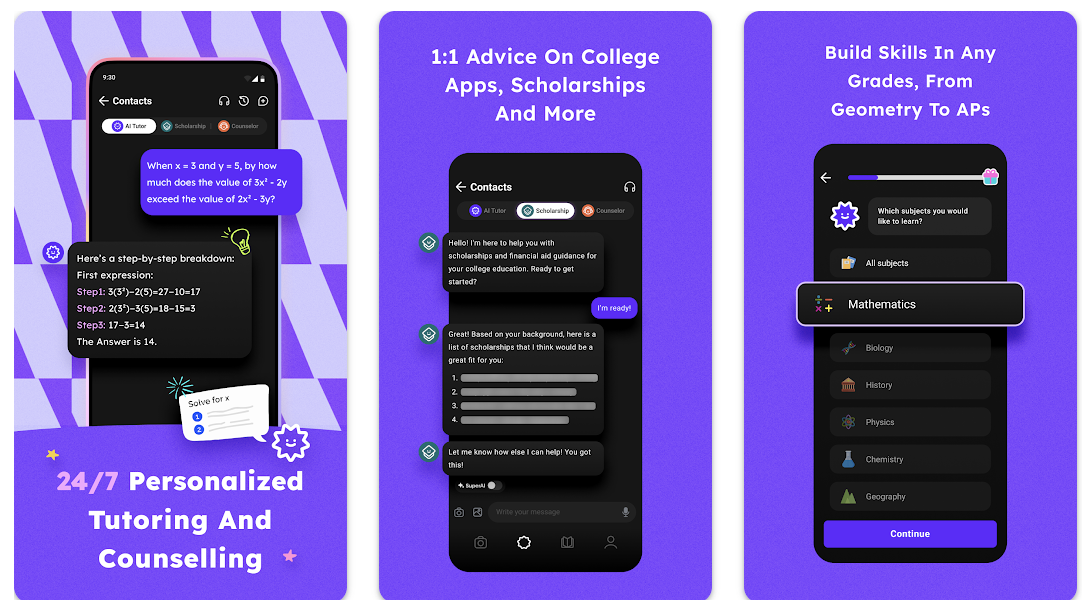 9:30
Contacts
AI Tutor
Scholarship
Counselor
When x = 3 and y = 5, by how
much does the value of 3x² - 2y
exceed the value of 2x² - 3y?
Here's a step-by-step breakdown:
First expression:
Step1: 3(3²)−2(5)=27−10=17
Step2: 2(3²)−3(5)=18−15=3
Step3: 17−3=14
The Answer is 14.
Solve for x
1
2
24/7 Personalized
Tutoring And
Counselling
1:1 Advice On College
Apps, Scholarships
And More
Contacts
AI Tutor
Scholarship
Counselor
Hello! I'm here to help you with
scholarships and financial aid guidance for
your college education. Ready to get
started?
I'm ready!
Great! Based on your background, here is a
list of scholarships that I think would be a
great fit for you:
1.
2.
3.
4.
Let me know how else I can help! You got
this!
SuperAI
Write your message
Build Skills In Any
Grades, From
Geometry To APs
Which subjects you would
like to learn?
All subjects
Mathematics
Biology
History
Physics
Chemistry
Geography
Continue